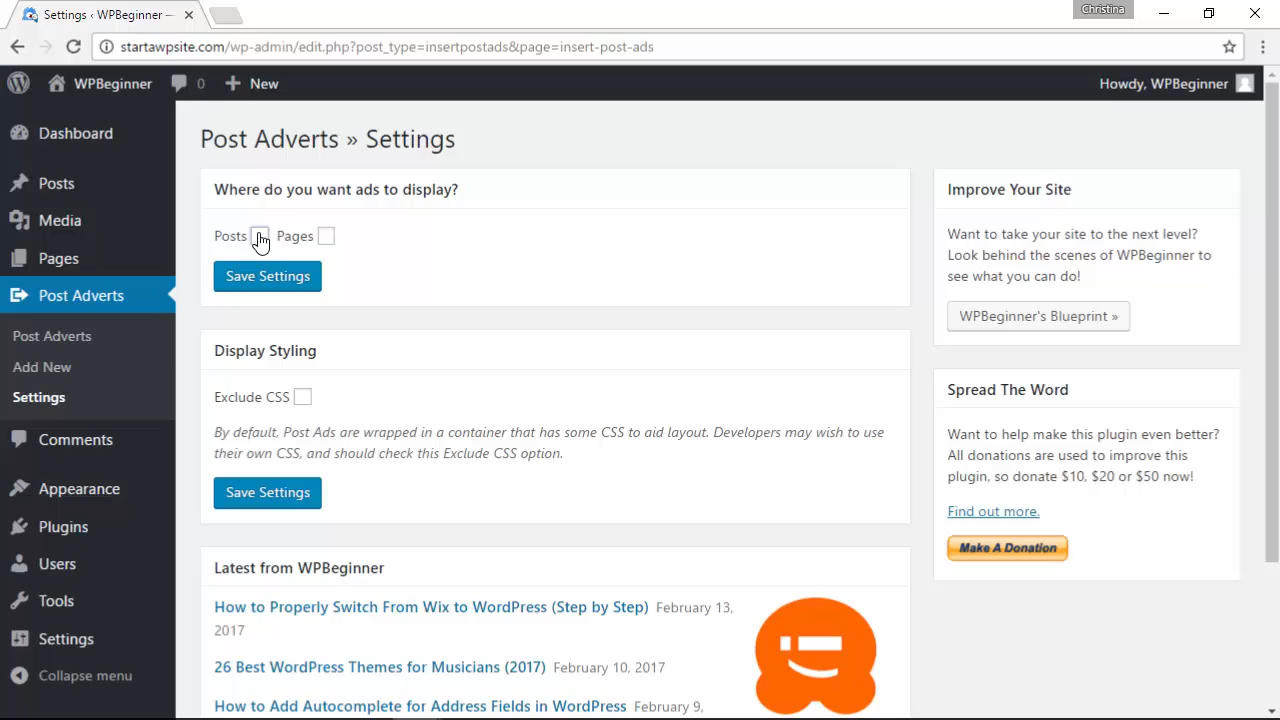 Settings ‹ WPBeginner —
Christina
startawpsite.com/wp-admin/edit.php?post_type=insertpostads&page=insert-post-ads
WPBeginner 0 New Howdy, WPBeginner
Dashboard
Posts
Media
Pages
Post Adverts
Post Adverts
Add New
Settings
Comments
Appearance
Plugins
Users
Tools
Settings
Collapse menu
Post Adverts » Settings
Where do you want ads to display?
Posts Pages
Save Settings
Display Styling
Exclude CSS
By default, Post Ads are wrapped in a container that has some CSS to aid layout. Developers may wish to use
their own CSS, and should check this Exclude CSS option.
Save Settings
Latest from WPBeginner
How to Properly Switch From Wix to WordPress (Step by Step) February 13,
2017
26 Best WordPress Themes for Musicians (2017) February 10, 2017
How to Add Autocomplete for Address Fields in WordPress February 9,
Improve Your Site
Want to take your site to the next level?
Look behind the scenes of WPBeginner to
see what you can do!
WPBeginner's Blueprint »
Spread The Word
Want to help make this plugin even better?
All donations are used to improve this
plugin, so donate $10, $20 or $50 now!
Find out more.
Make A Donation